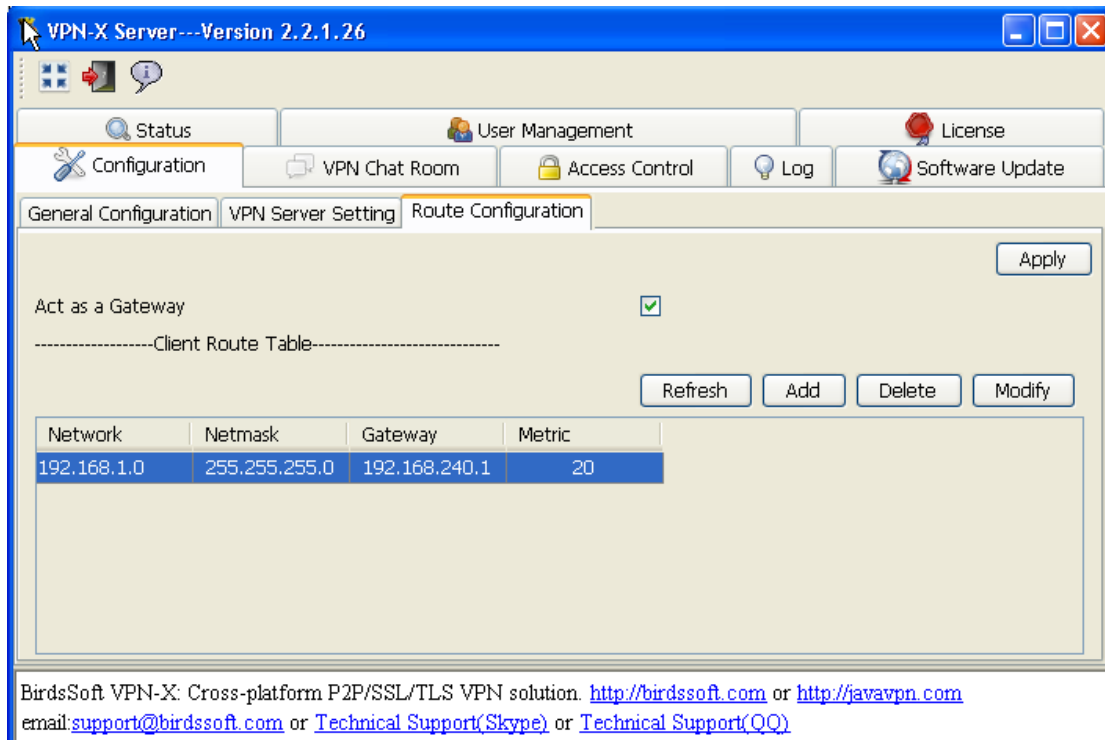 VPN-X Server---Version 2.2.1.26
Status User Management License
Configuration VPN Chat Room Access Control Log Software Update
General Configuration VPN Server Setting Route Configuration
Apply
Act as a Gateway
-------------------Client Route Table------------------------------
Refresh Add Delete Modify
Network Netmask Gateway Metric
192.168.1.0 255.255.255.0 192.168.240.1 20
BirdsSoft VPN-X: Cross-platform P2P/SSL/TLS VPN solution. http://birdssoft.com or http://javavpn.com
email:support@birdssoft.com or Technical Support(Skype) or Technical Support(QQ)